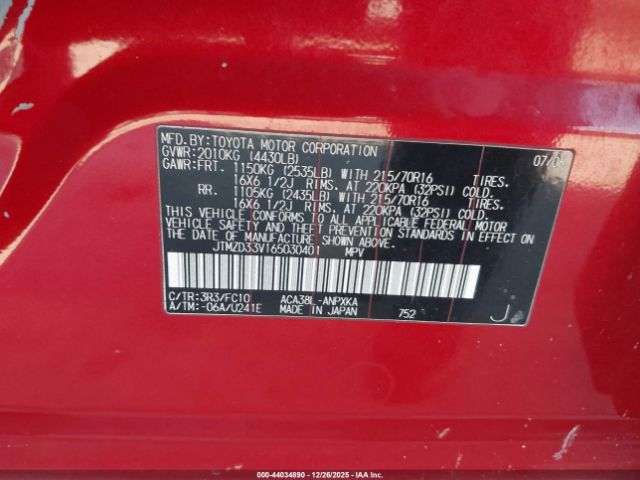 MFD.BY:TOYOTA MOTOR CORPORATION 07/06
GVWR:2010KG (4430LB)
GAWR:FRT. 1150KG (2535LB) WITH 215/70R16 TIRES.
16X6 1/2J RIMS. AT 220KPA (32PSI) COLD.
RR. 1105KG (2435LB) WITH 215/70R16 TIRES.
16X6 1/2J RIMS. AT 220KPA (32PSI) COLD.
THIS VEHICLE CONFORMS TO ALL APPLICABLE FEDERAL MOTOR
VEHICLE SAFETY AND THEFT PREVENTION STANDARDS IN EFFECT
ON THE DATE OF MANUFACTURE SHOWN ABOVE.
JTMZD33V165030401 MPV
C/TR:3R3/FC10 ACA38L-ANPXKA
A/TM:-06A/U241E MADE IN JAPAN 752 J
000-44034890 - 12/26/2025 - IAA Inc.